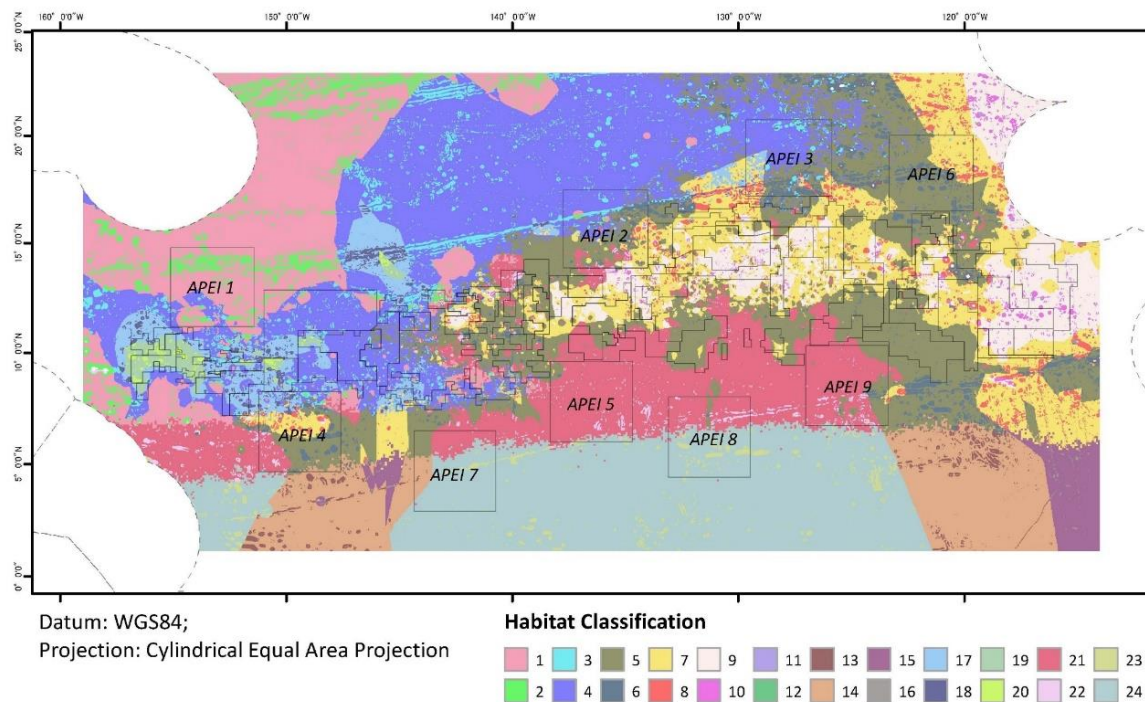 160° 0'0"W 150° 0'0"W 140° 0'0"W 130° 0'0"W 120° 0'0"W
25° 0'0"N
20° 0'0"N
APEI 3
APEI 6
APEI 2
15° 0'0"N
APEI 1
10° 0'0"N
APEI 9
APEI 5
APEI 4
APEI 8
APEI 7
5° 0'0"N
0° 0'0"
Datum: WGS84;
Projection: Cylindrical Equal Area Projection
Habitat Classification
1 3 5 7 9 11 13 15 17 19 21 23
2 4 6 8 10 12 14 16 18 20 22 24